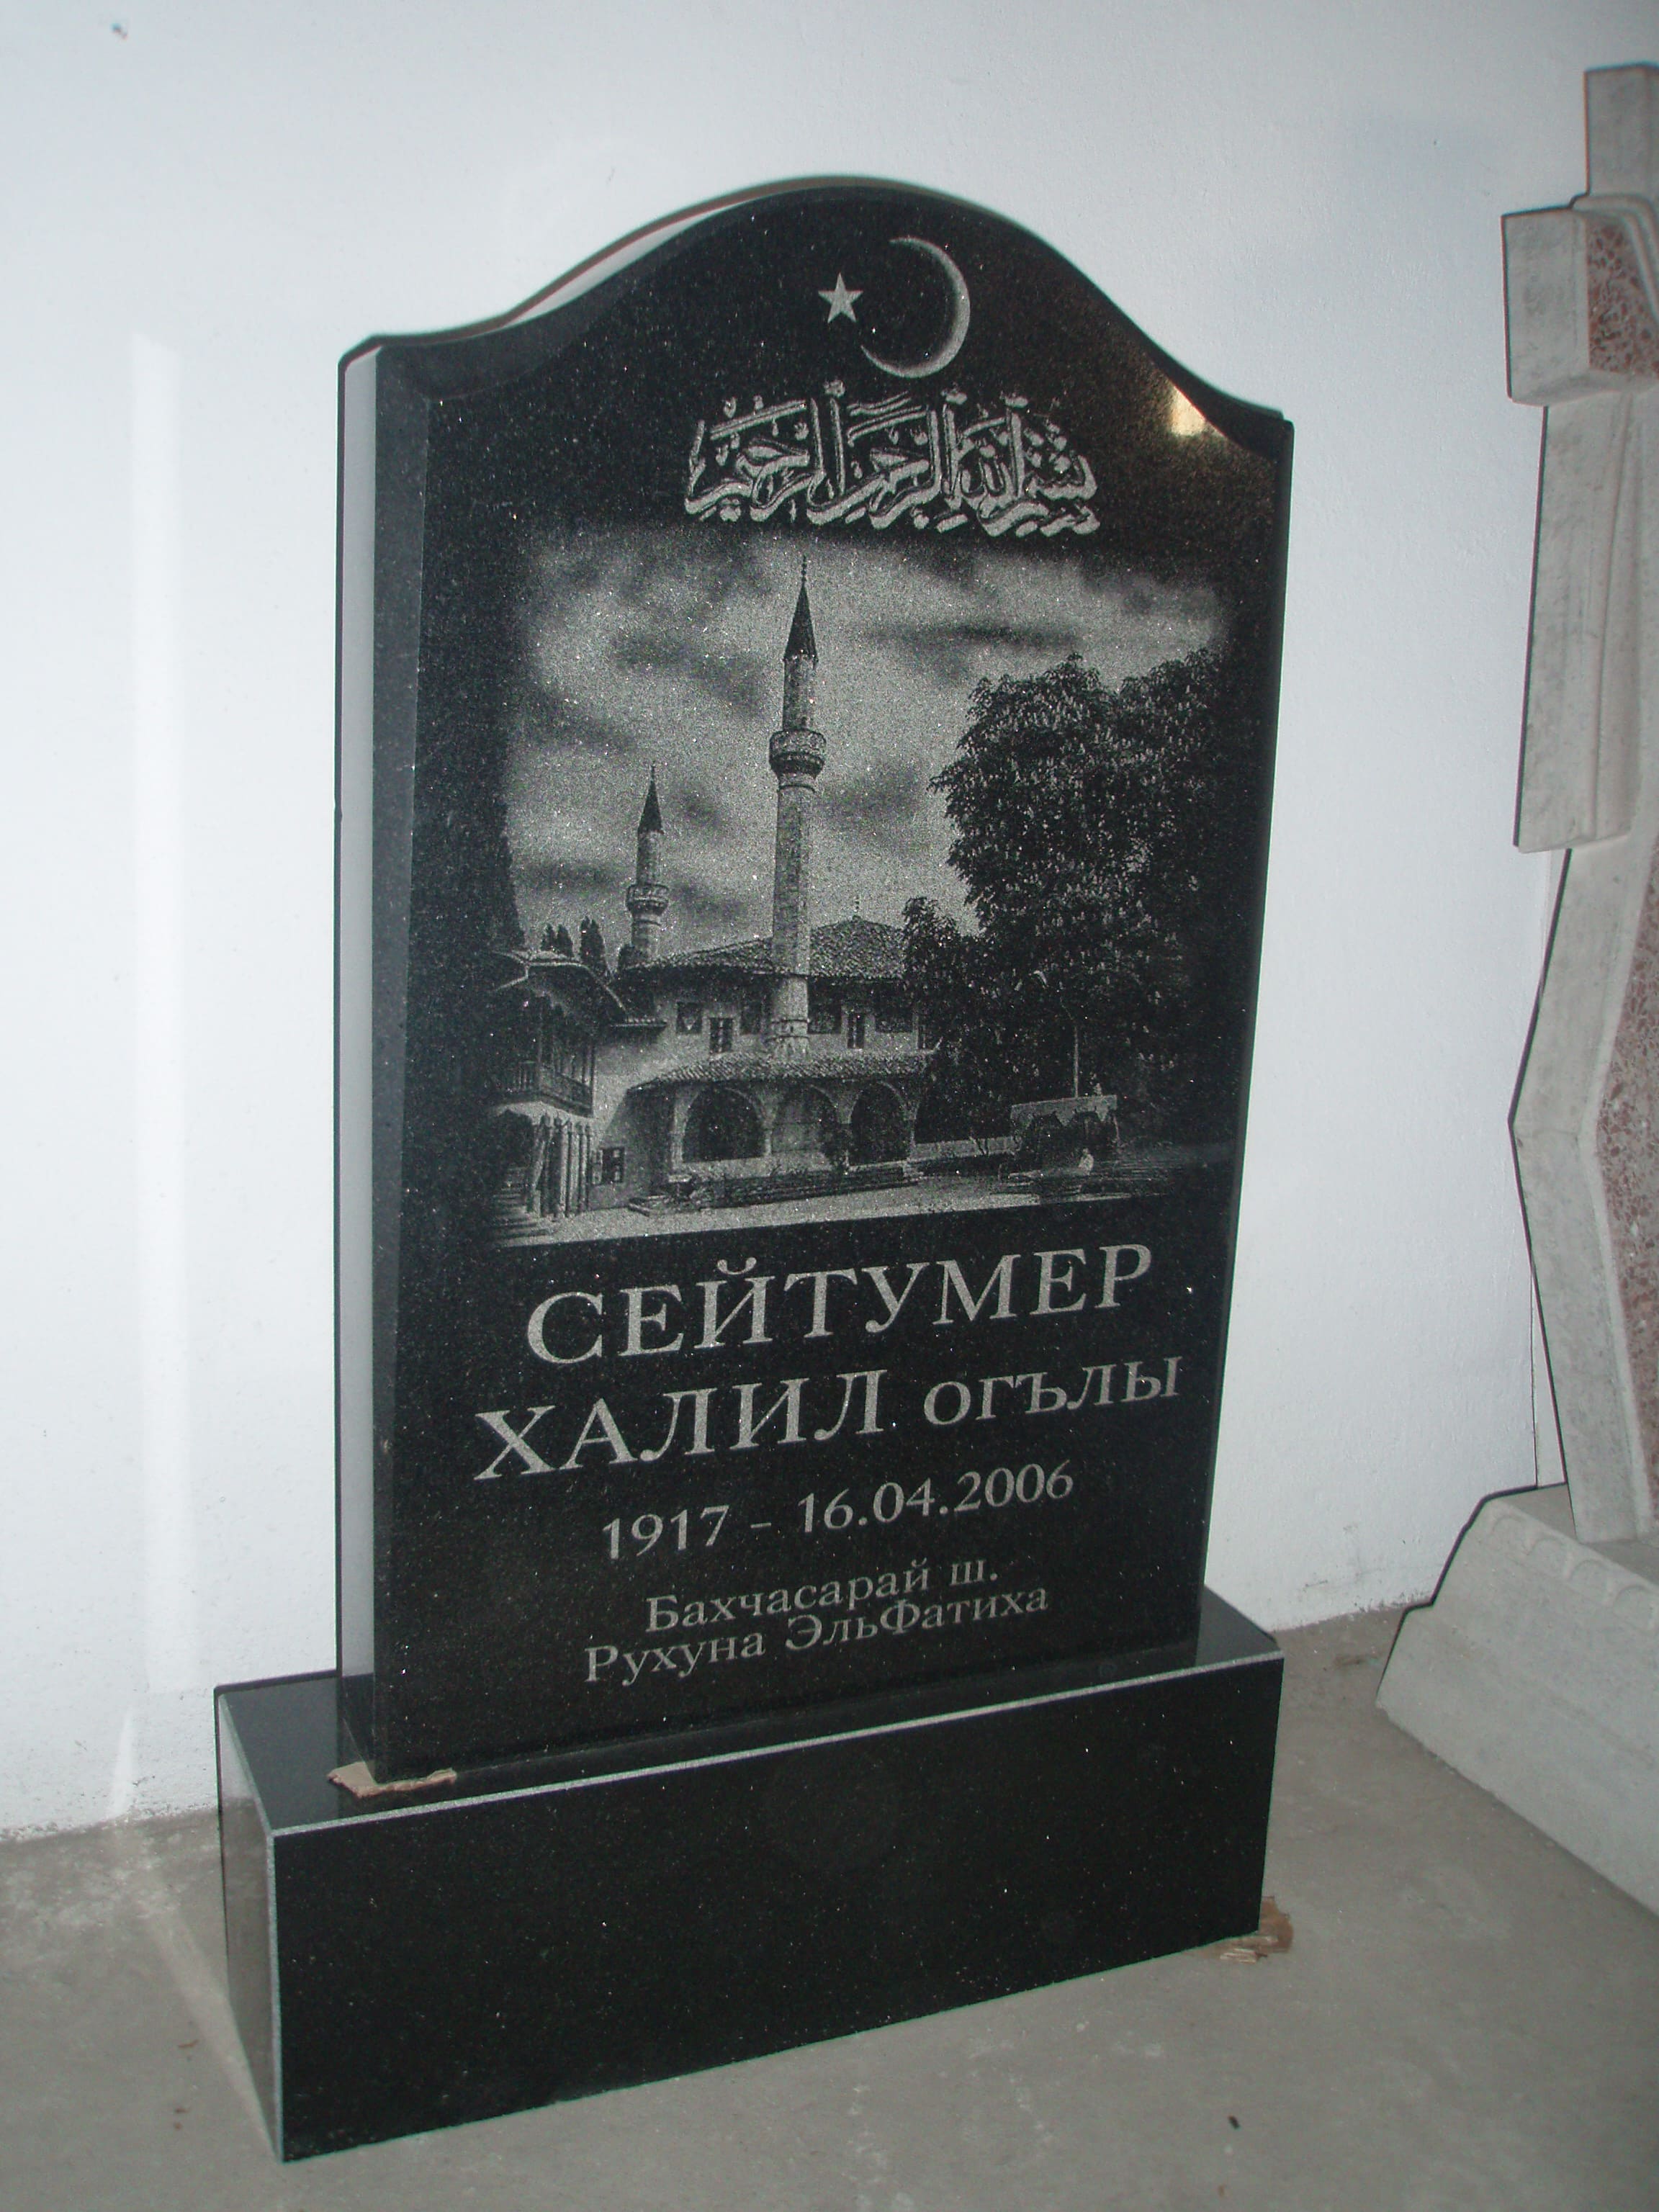 بسم الله الرحمن الرحيم
СЕЙТУМЕР
ХАЛИЛ огълы
1917 - 16.04.2006
Бахчасарай ш.
Рухуна ЭльФатиха